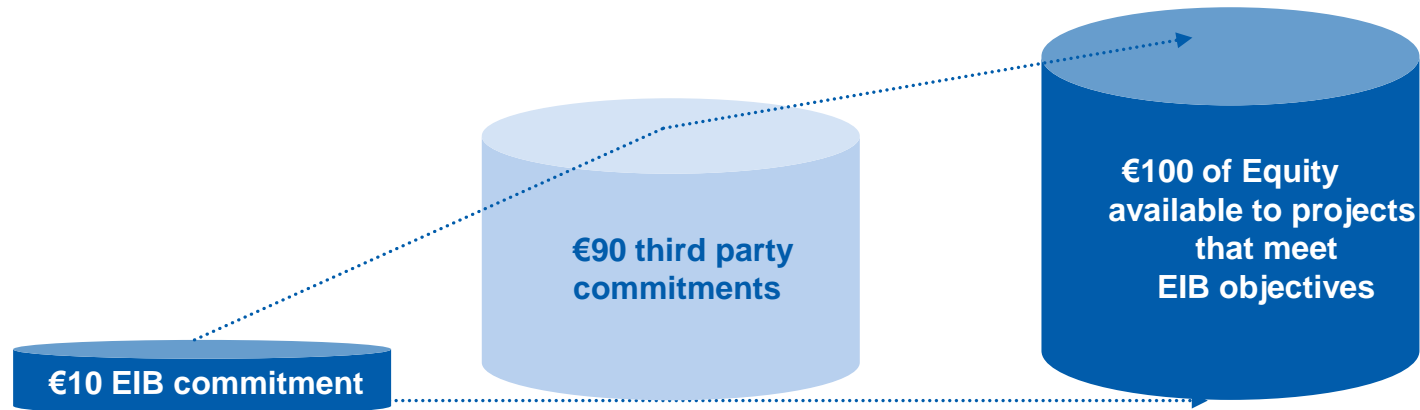 €10 EIB commitment
€90 third party
commitments
€100 of Equity
available to projects
that meet
EIB objectives